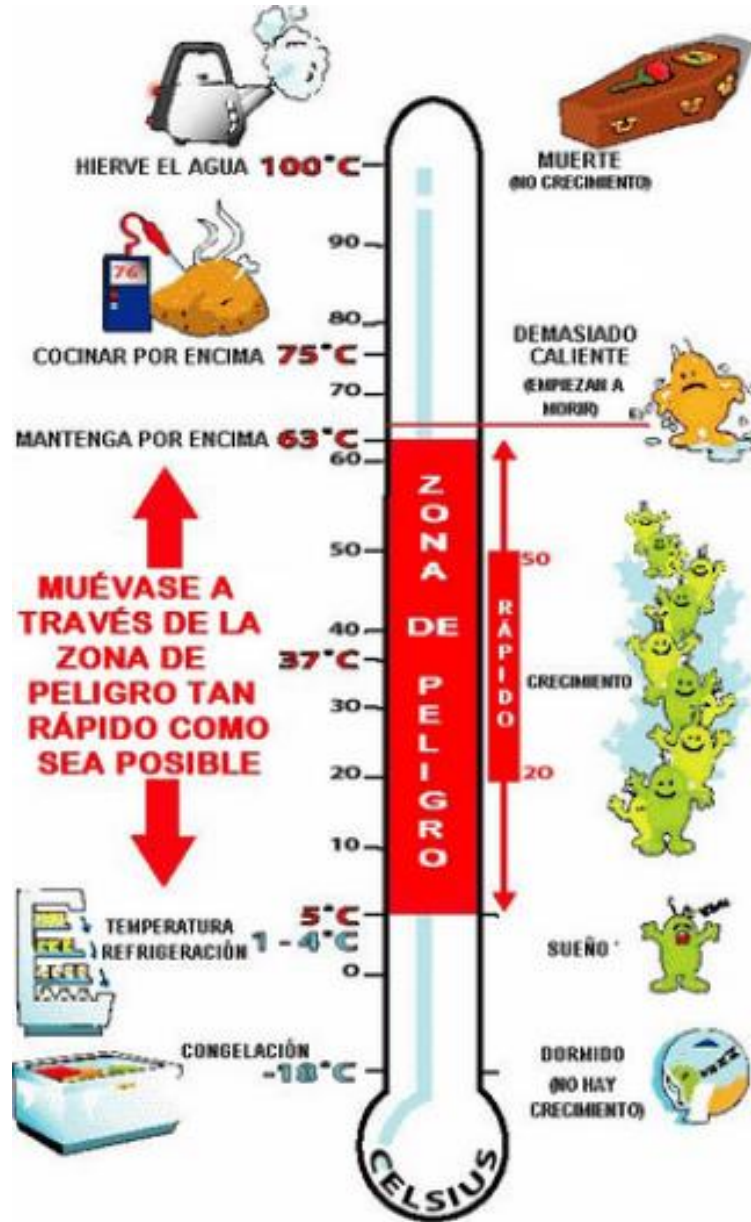 HIERVE EL AGUA 100°C
MUERTE
(NO CRECIMIENTO)
90
76°
80
COCINAR POR ENCIMA 75°C
DEMASIADO
CALIENTE
(EMPIEZAN A
MORIR)
70
MANTENGA POR ENCIMA 63°C
60
ZONA DE PELIGRO
50
50
MUÉVASE A
TRAVÉS DE LA
ZONA DE
PELIGRO TAN
RÁPIDO COMO
SEA POSIBLE
40
37°C
RÁPIDO
CRECIMIENTO
30
20
20
10
5°C
TEMPERATURA
REFRIGERACIÓN 1 - 4°C
SUEÑO
0
CONGELACIÓN
-18°C
DORMIDO
(NO HAY
CRECIMIENTO)
CELSIUS